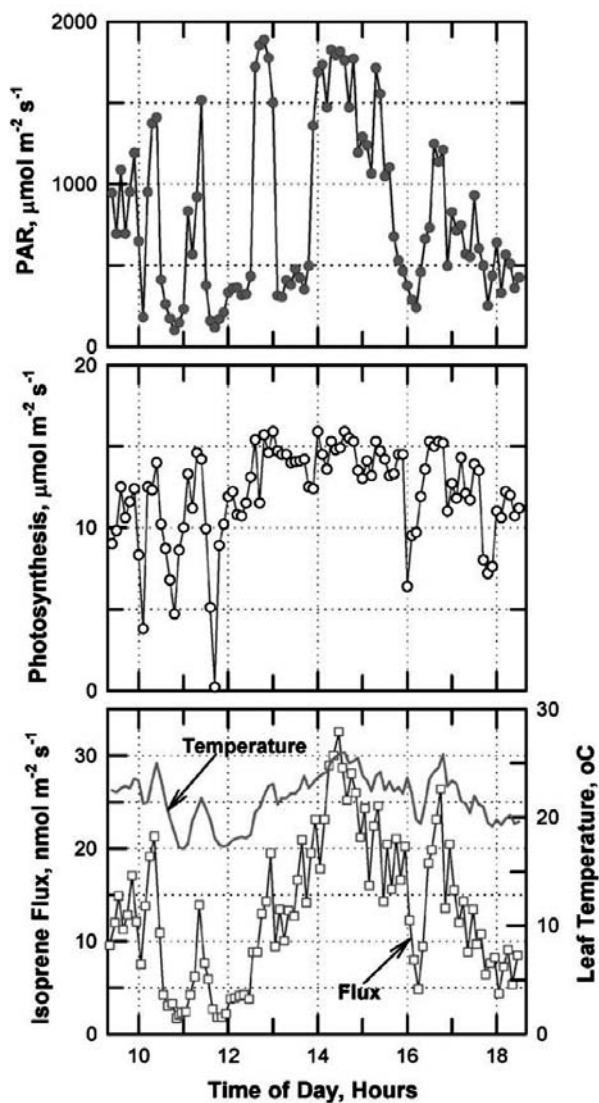 2000
1000
0
PAR, μmol m-2 s-1
20
10
0
Photosynthesis, μmol m-2 s-1
30
20
10
0
Isoprene Flux, nmol m-2 s-1
Temperature
Flux
30
20
10
0
Leaf Temperature, oC
10 12 14 16 18
Time of Day, Hours